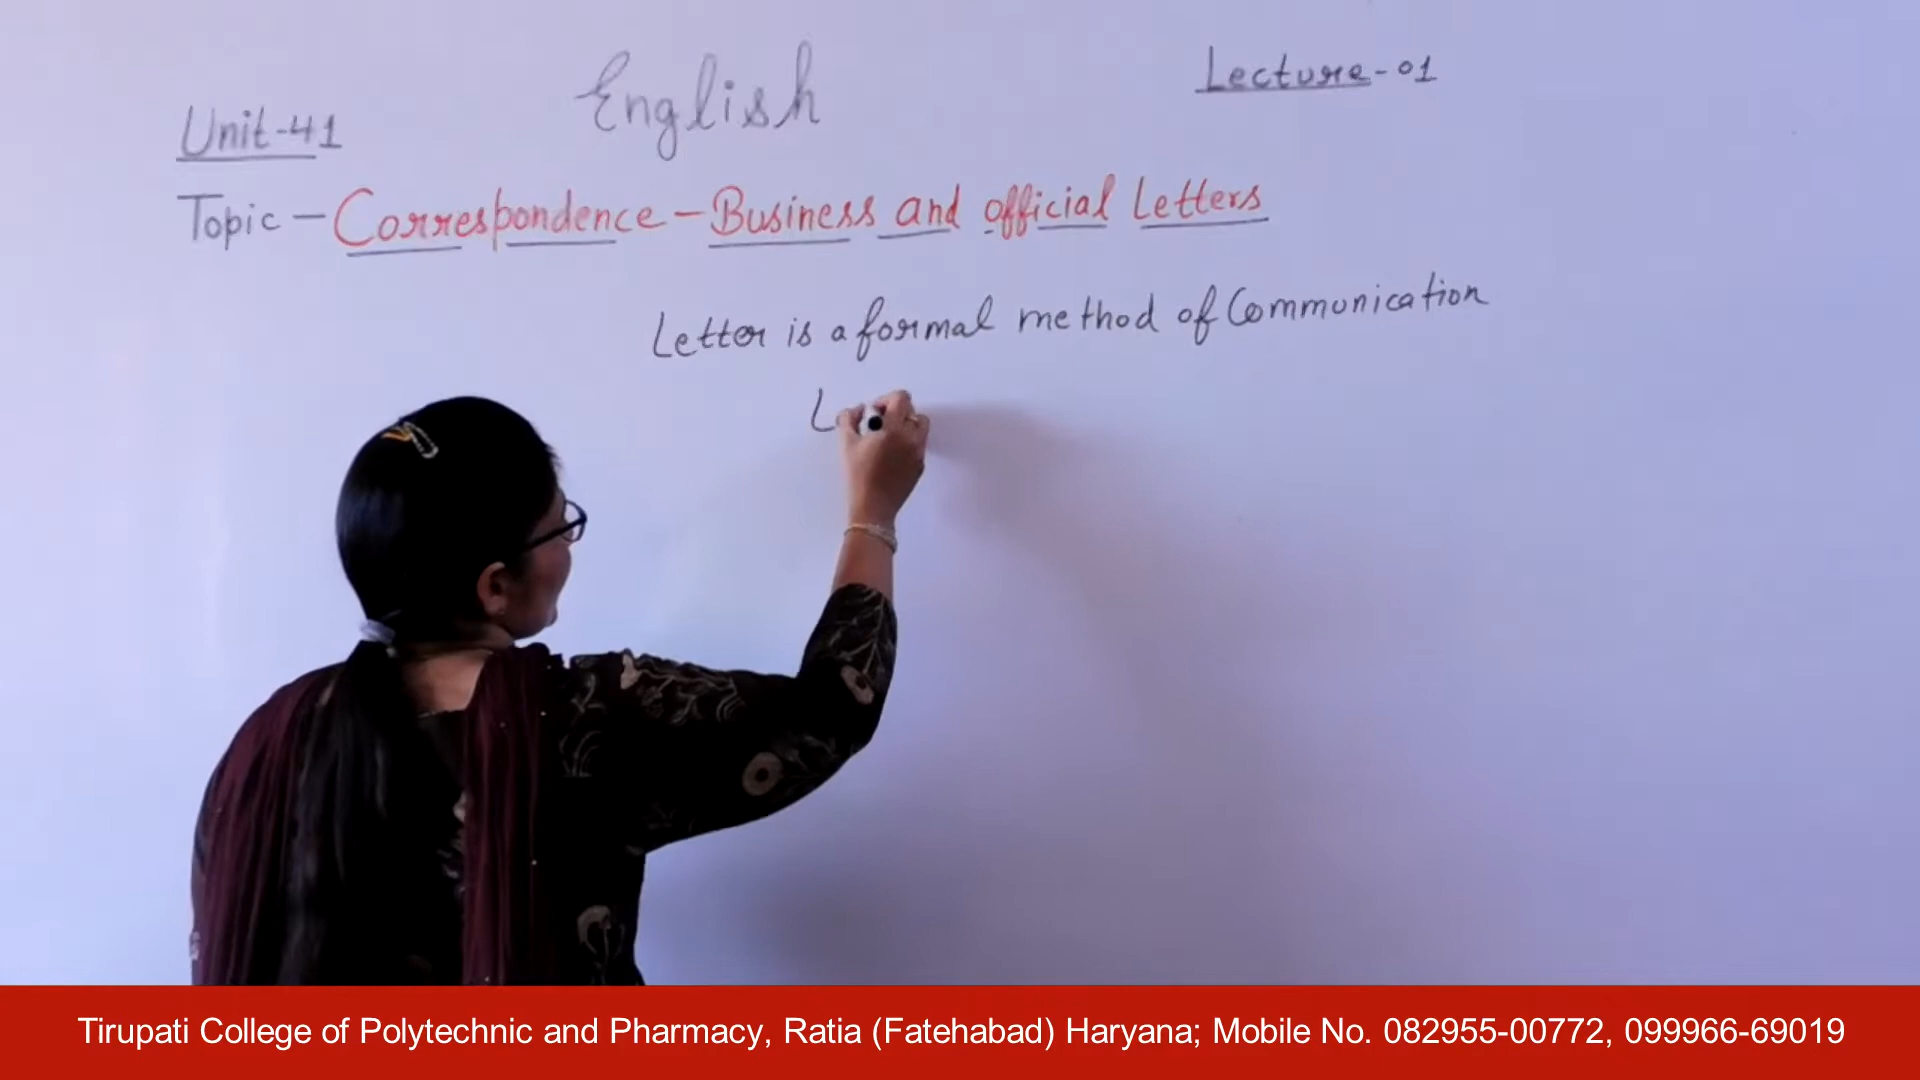 English
Lecture-01
Unit-41
Topic - Correspondence - Business and official Letters
Letter is a formal method of Communication
L
Tirupati College of Polytechnic and Pharmacy, Ratia (Fatehabad) Haryana; Mobile No. 082955-00772, 099966-69019